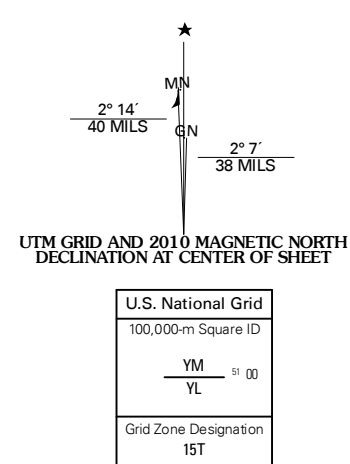 MN
GN
2° 14´
40 MILS
2° 7´
38 MILS
UTM GRID AND 2010 MAGNETIC NORTH
DECLINATION AT CENTER OF SHEET
U.S. National Grid
100,000-m Square ID
YM
51 00
YL
Grid Zone Designation
15T